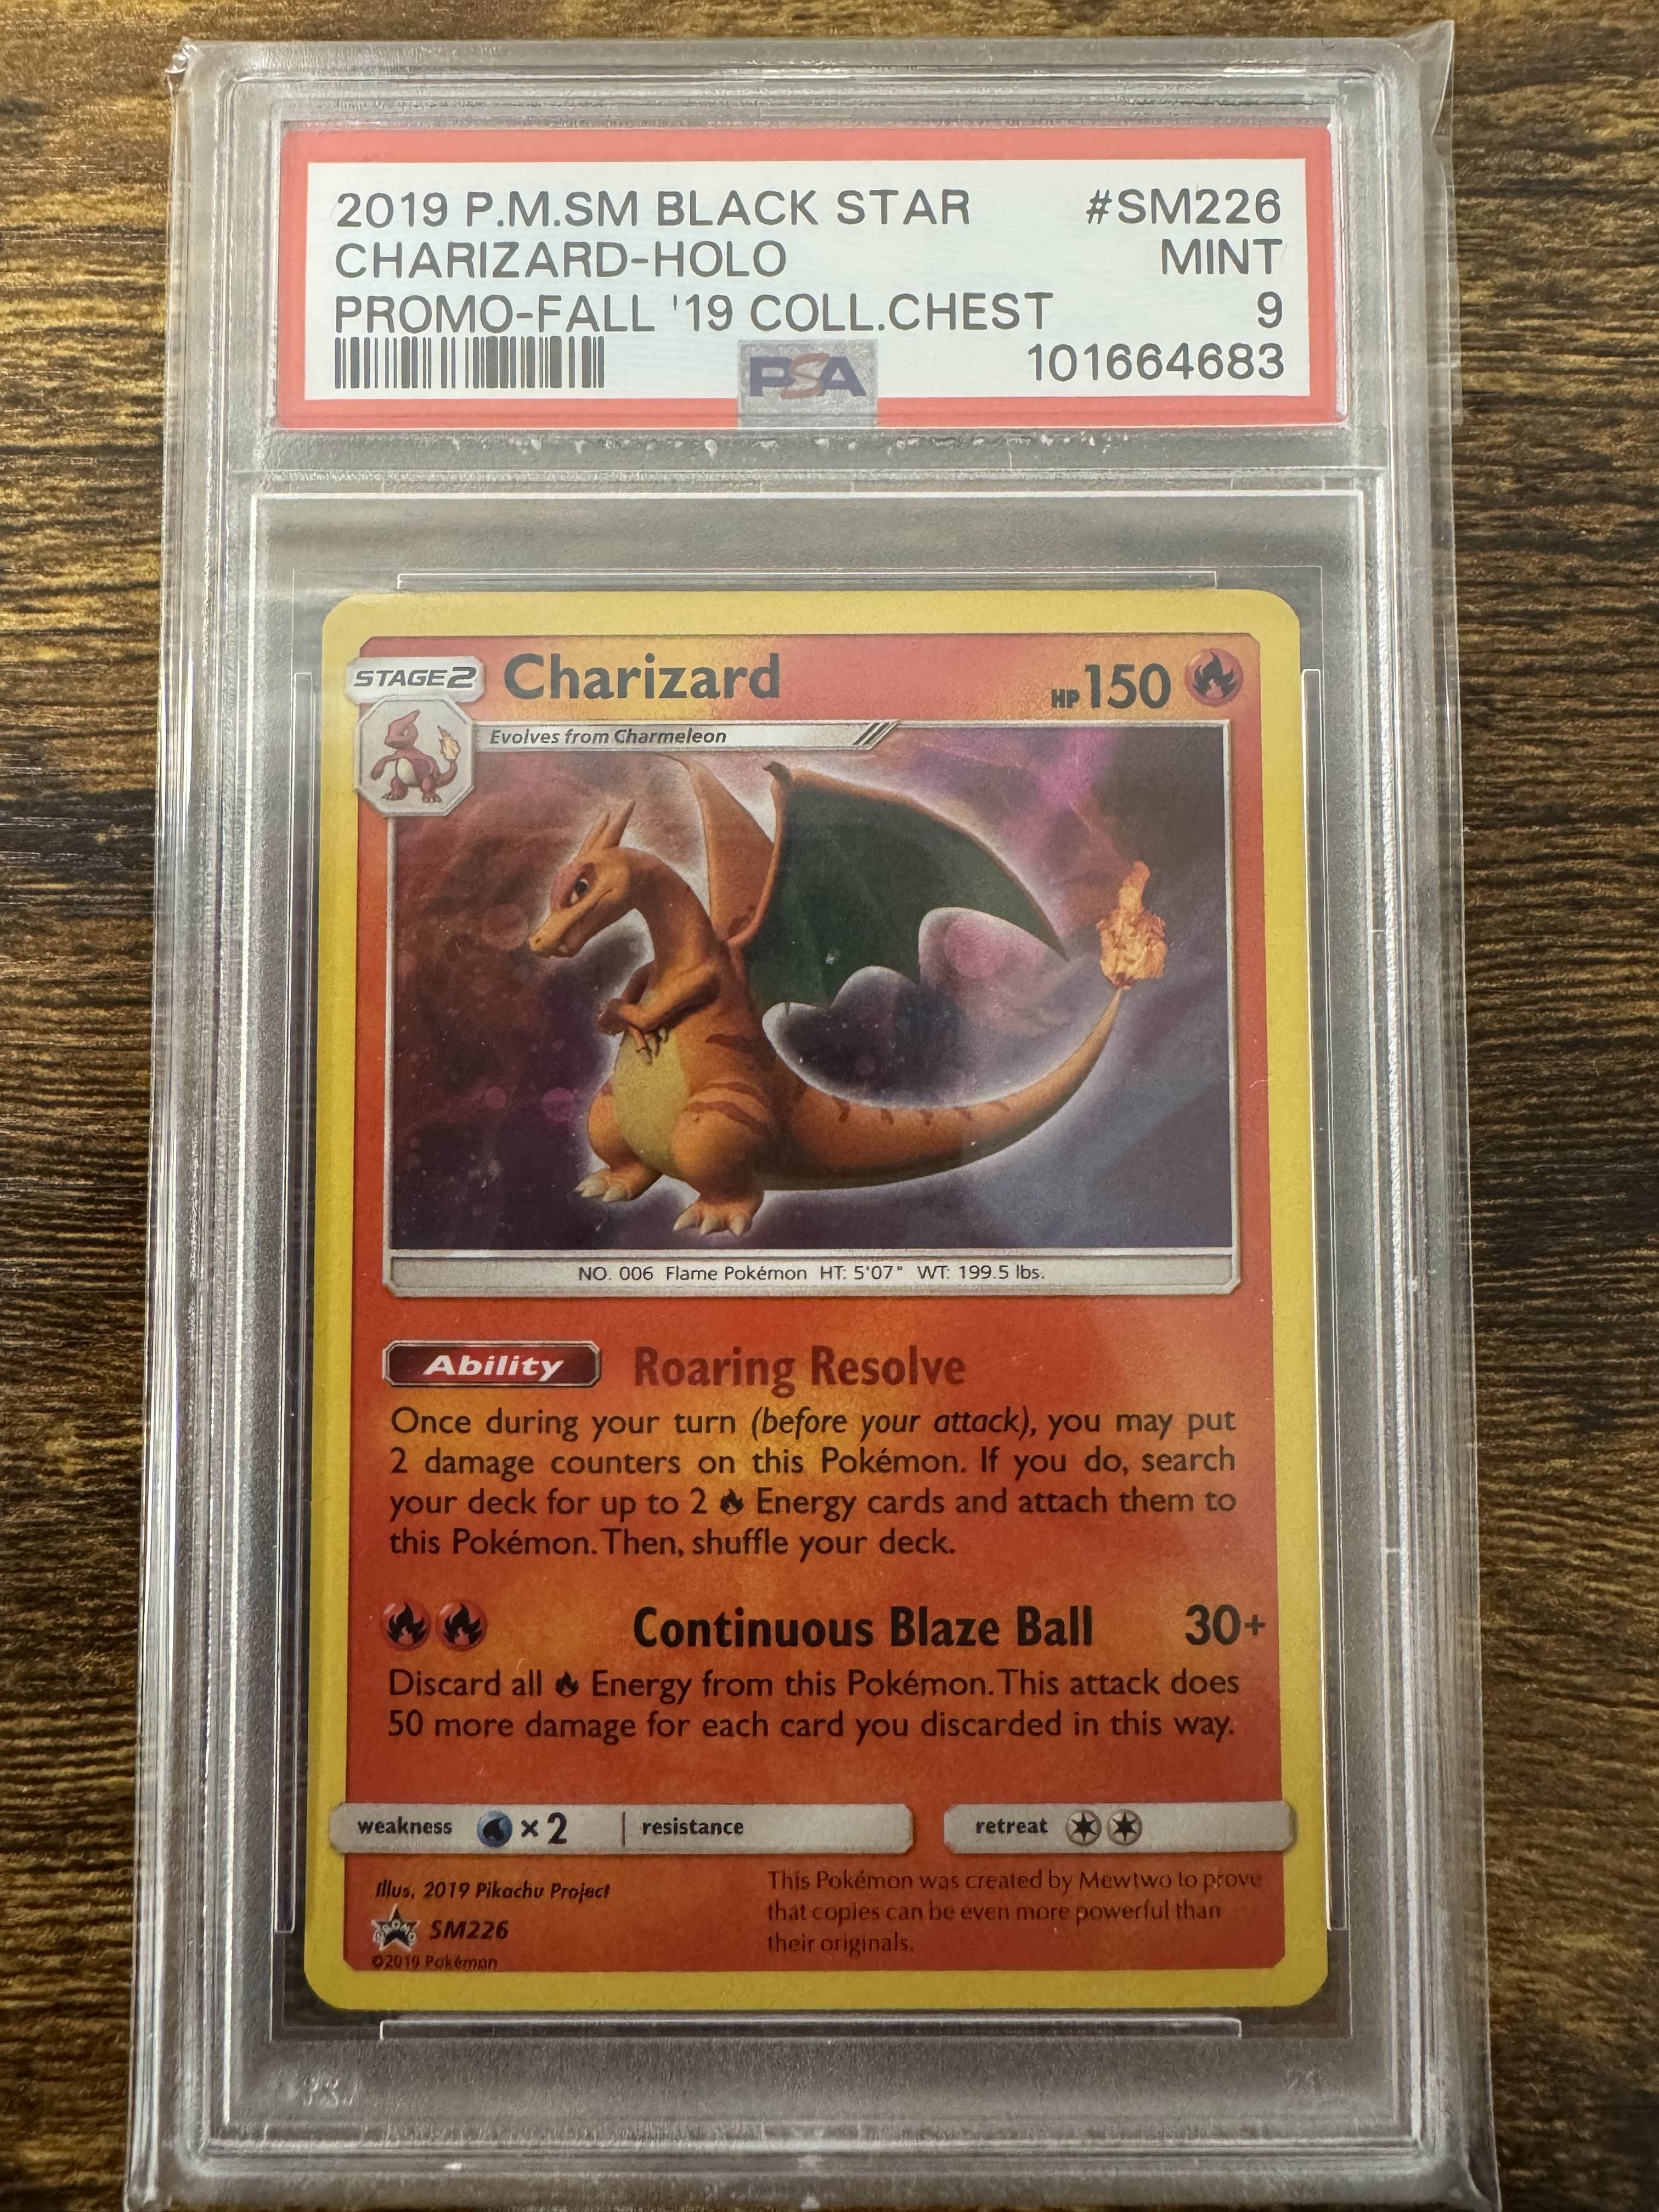 2019 P.M.SM BLACK STAR #SM226
CHARIZARD-HOLO MINT
PROMO-FALL '19 COLL.CHEST 9
PSA 101664683
STAGE 2 Charizard HP 150
Evolves from Charmeleon
NO. 006 Flame Pokémon HT: 5'07" WT: 199.5 lbs.
Ability Roaring Resolve
Once during your turn (before your attack), you may put
2 damage counters on this Pokémon. If you do, search
your deck for up to 2 Energy cards and attach them to
this Pokémon. Then, shuffle your deck.
Continuous Blaze Ball 30+
Discard all Energy from this Pokémon. This attack does
50 more damage for each card you discarded in this way.
weakness ×2 resistance retreat
Illus. 2019 Pikachu Project
This Pokémon was created by Mewtwo to prove
that copies can be even more powerful than
their originals.
PROMO SM226
©2019 Pokémon